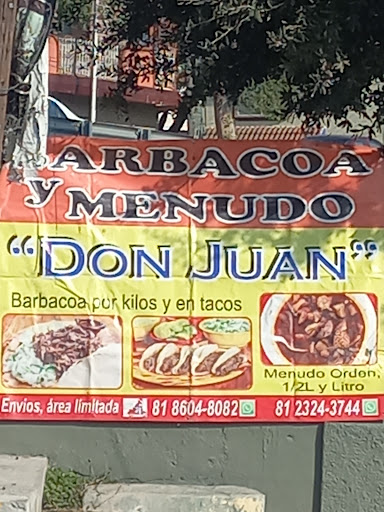 BARBACOA
y MENUDO
“DON JUAN”
Barbacoa por kilos y en tacos
Menudo Orden,
1/2L y Litro
Envios, área limitada 81 8604-8082 81 2324-3744